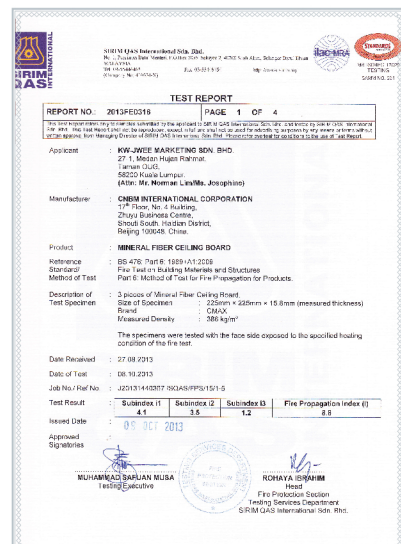 SIRIM QAS International Sdn. Bhd.
ilac-MRA
STANDARDS
TESTING
SIRIM
QAS
INTERNATIONAL
TEST REPORT
REPORT NO.: 2013FE0316 PAGE 1 OF 4
Applicant : KW-JWEE MARKETING SDN. BHD.
27-1, Medan Hujan Rahmat,
Taman OUG,
58200 Kuala Lumpur.
(Attn: Mr. Norman Lim/Ms. Josephine)
Manufacturer : CNBM INTERNATIONAL CORPORATION
17th Floor, No. 4 Building,
Zhuyu Business Centre,
Shouti South, Haidian District,
Beijing 100048, China.
Product : MINERAL FIBER CEILING BOARD
Reference : BS 476: Part 6: 1989+A1:2009
Standard/ Fire Test on Building Materials and Structures
Method of Test Part 6: Method of Test for Fire Propagation for Products.
Description of : 3 pieces of Mineral Fiber Ceiling Board.
Test Specimen Size of Specimen : 225mm × 225mm × 15.8mm (measured thickness)
Brand : CMAX
Measured Density : 386 kg/m³
The specimens were tested with the face side exposed to the specified heating
condition of the fire test.
Date Received : 27.08.2013
Date of Test : 08.10.2013
Job No./ Ref No. :
Test Result : Subindex i1 Subindex i2 Subindex i3 Fire Propagation Index (I)
4.1 3.5 1.2 8.8
Issued Date : 09 OCT 2013
Approved :
Signatories
MUHAMMAD SAFUAN MUSA
Testing Executive
ROHAYA IBRAHIM
Head
Fire Protection Section
Testing Services Department
SIRIM QAS International Sdn. Bhd.